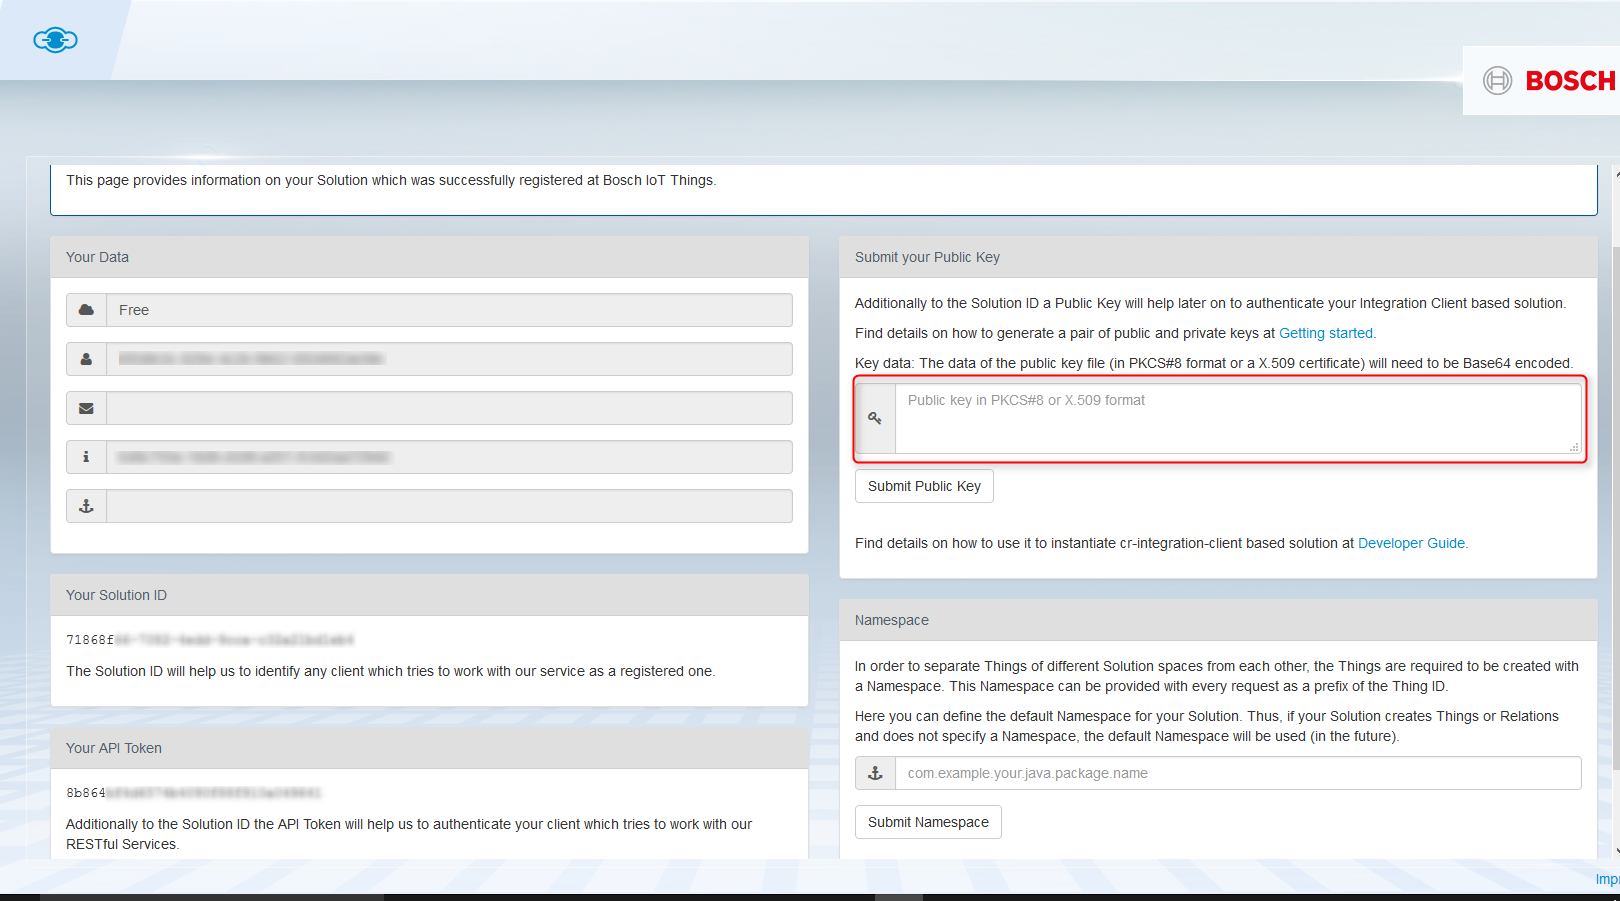 BOSCH
This page provides information on your Solution which was successfully registered at Bosch IoT Things.
Your Data
Free
Your Solution ID
71868f
The Solution ID will help us to identify any client which tries to work with our service as a registered one.
Your API Token
8b864
Additionally to the Solution ID the API Token will help us to authenticate your client which tries to work with our
RESTful Services.
Submit your Public Key
Additionally to the Solution ID a Public Key will help later on to authenticate your Integration Client based solution.
Find details on how to generate a pair of public and private keys at Getting started.
Key data: The data of the public key file (in PKCS#8 format or a X.509 certificate) will need to be Base64 encoded.
Public key in PKCS#8 or X.509 format
Submit Public Key
Find details on how to use it to instantiate cr-integration-client based solution at Developer Guide.
Namespace
In order to separate Things of different Solution spaces from each other, the Things are required to be created with
a Namespace. This Namespace can be provided with every request as a prefix of the Thing ID.
Here you can define the default Namespace for your Solution. Thus, if your Solution creates Things or Relations
and does not specify a Namespace, the default Namespace will be used (in the future).
com.example.your.java.package.name
Submit Namespace
Impr